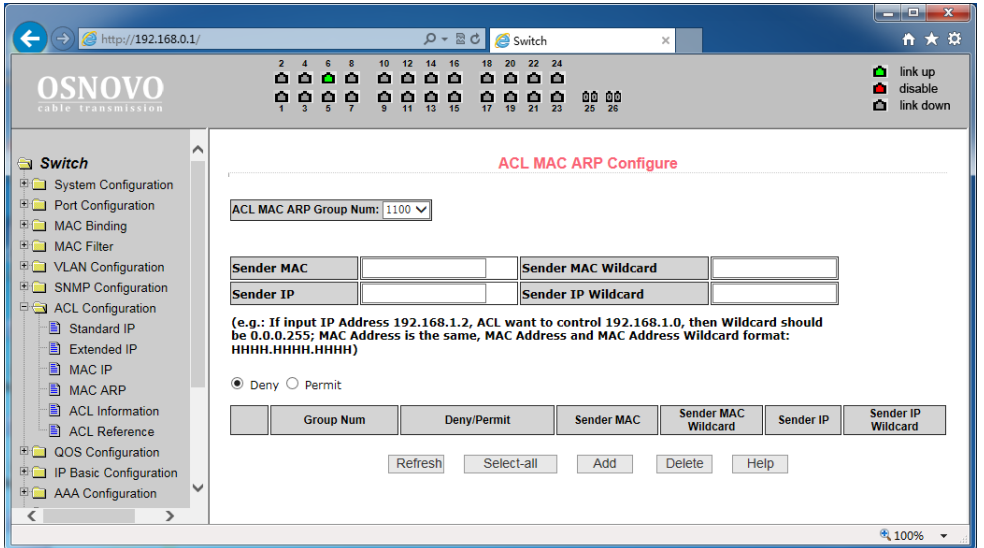 http://192.168.0.1/
Switch
2 4 6 8 10 12 14 16 18 20 22 24
1 3 5 7 9 11 13 15 17 19 21 23 25 26
OSNOVO
cable transmission
link up
disable
link down
Switch
System Configuration
Port Configuration
MAC Binding
MAC Filter
VLAN Configuration
SNMP Configuration
ACL Configuration
Standard IP
Extended IP
MAC IP
MAC ARP
ACL Information
ACL Reference
QOS Configuration
IP Basic Configuration
AAA Configuration
ACL MAC ARP Configure
ACL MAC ARP Group Num: 1100
Sender MAC Sender MAC Wildcard
Sender IP Sender IP Wildcard
(e.g.: If input IP Address 192.168.1.2, ACL want to control 192.168.1.0, then Wildcard should
be 0.0.0.255; MAC Address is the same, MAC Address and MAC Address Wildcard format:
HHHH.HHHH.HHHH)
Deny Permit
Group Num Deny/Permit Sender MAC Sender MAC Wildcard Sender IP Sender IP Wildcard
Refresh Select-all Add Delete Help
100%